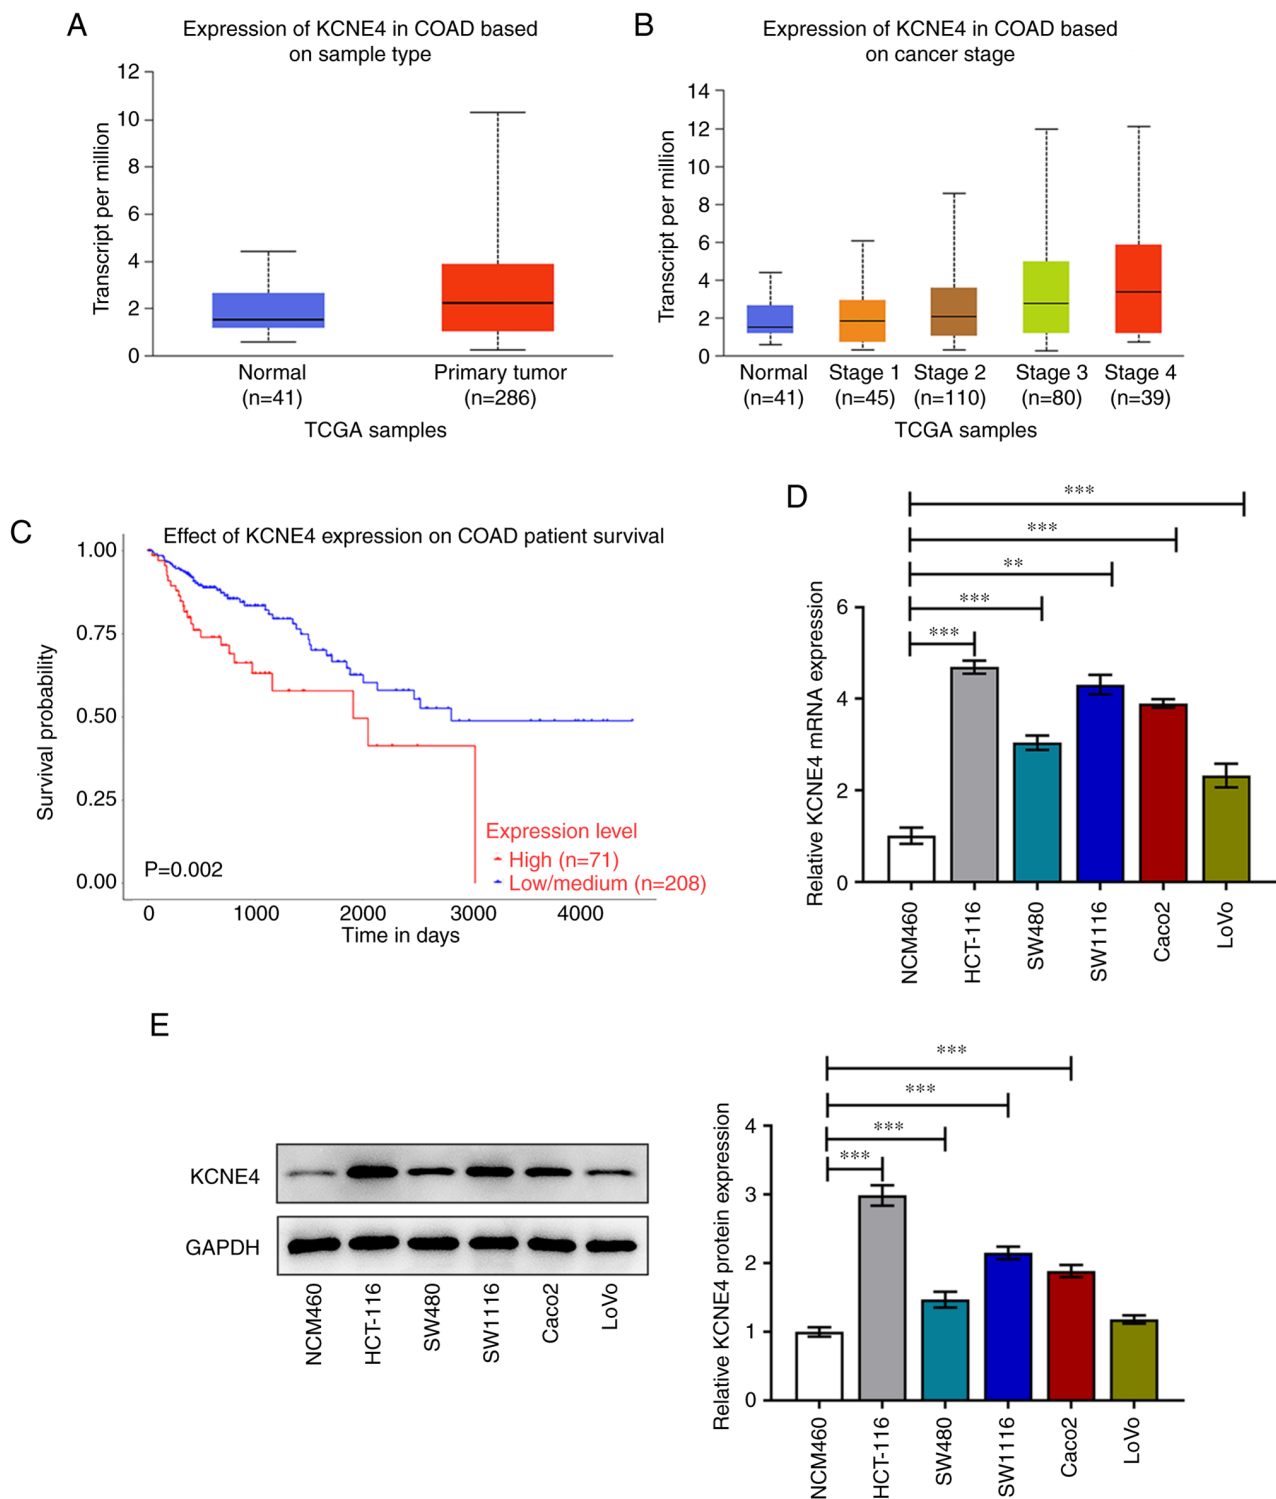 A
Expression of KCNE4 in COAD based
on sample type
Transcript per million
12
10
8
6
4
2
0
Normal
(n=41)
Primary tumor
(n=286)
TCGA samples
B
Expression of KCNE4 in COAD based
on cancer stage
Transcript per million
14
12
10
8
6
4
2
0
Normal
(n=41)
Stage 1
(n=45)
Stage 2
(n=110)
Stage 3
(n=80)
Stage 4
(n=39)
TCGA samples
C
Effect of KCNE4 expression on COAD patient survival
Survival probability
1.00
0.75
0.50
0.25
0.00
P=0.002
Expression level
High (n=71)
Low/medium (n=208)
0 1000 2000 3000 4000
Time in days
D
Relative KCNE4 mRNA expression
6
4
2
0
***
***
**
***
***
NCM460
HCT-116
SW480
SW1116
Caco2
LoVo
E
KCNE4
GAPDH
NCM460
HCT-116
SW480
SW1116
Caco2
LoVo
Relative KCNE4 protein expression
4
3
2
1
0
***
***
***
***
NCM460
HCT-116
SW480
SW1116
Caco2
LoVo